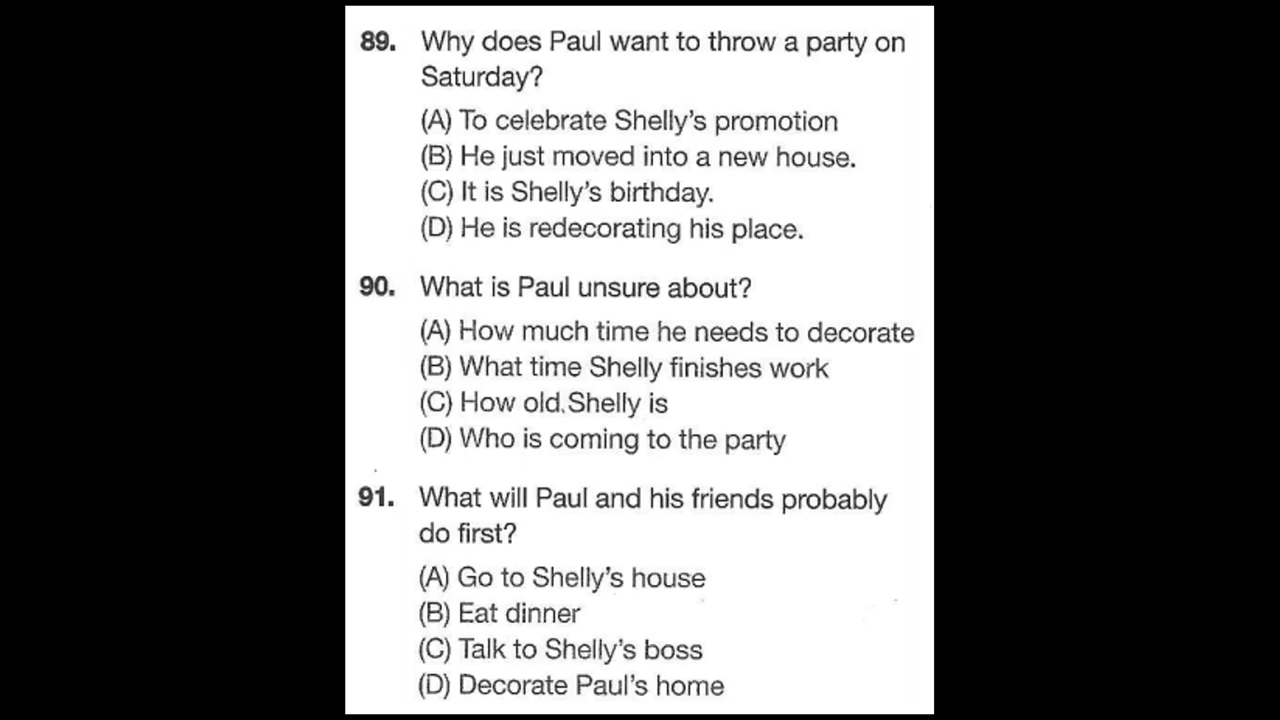 89. Why does Paul want to throw a party on
Saturday?
(A) To celebrate Shelly's promotion
(B) He just moved into a new house.
(C) It is Shelly's birthday.
(D) He is redecorating his place.
90. What is Paul unsure about?
(A) How much time he needs to decorate
(B) What time Shelly finishes work
(C) How old Shelly is
(D) Who is coming to the party
91. What will Paul and his friends probably
do first?
(A) Go to Shelly's house
(B) Eat dinner
(C) Talk to Shelly's boss
(D) Decorate Paul's home